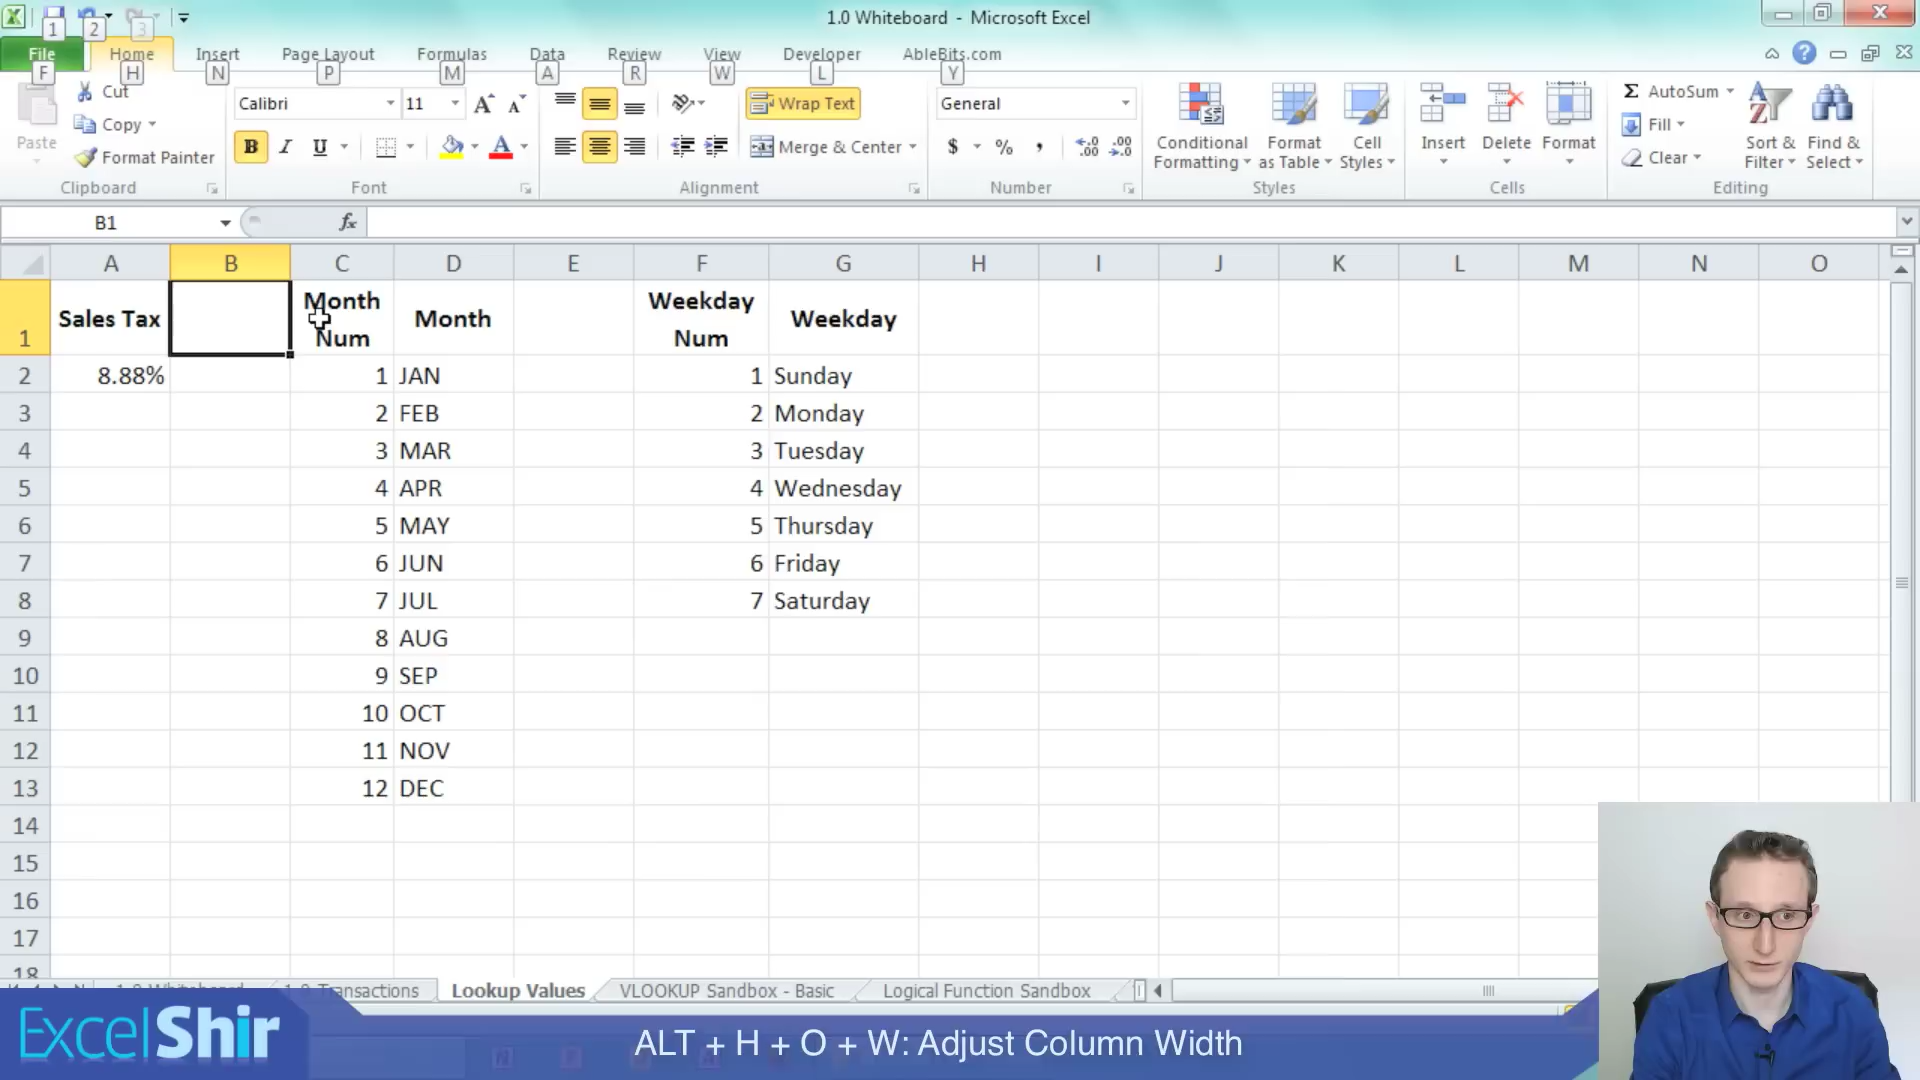 1.0 Whiteboard - Microsoft Excel
1 2 3
File Home Insert Page Layout Formulas Data Review View Developer AbleBits.com
F H N P M A R W L Y
Paste
Cut
Copy
Format Painter
Clipboard
Calibri 11
B I U
Font
Wrap Text
Merge & Center
Alignment
General
$ % ,
Number
Conditional Formatting
Format as Table
Cell Styles
Styles
Insert Delete Format
Cells
Σ AutoSum
Fill
Clear
Sort & Filter
Find & Select
Editing
B1 fx
A B C D E F G H I J K L M N O
1 Sales Tax Month Num Month Weekday Num Weekday
2 8.88% 1 JAN 1 Sunday
3 2 FEB 2 Monday
4 3 MAR 3 Tuesday
5 4 APR 4 Wednesday
6 5 MAY 5 Thursday
7 6 JUN 6 Friday
8 7 JUL 7 Saturday
9 8 AUG
10 9 SEP
11 10 OCT
12 11 NOV
13 12 DEC
14
15
16
17
18
Transactions Lookup Values VLOOKUP Sandbox - Basic Logical Function Sandbox
ExcelShir
ALT + H + O + W: Adjust Column Width